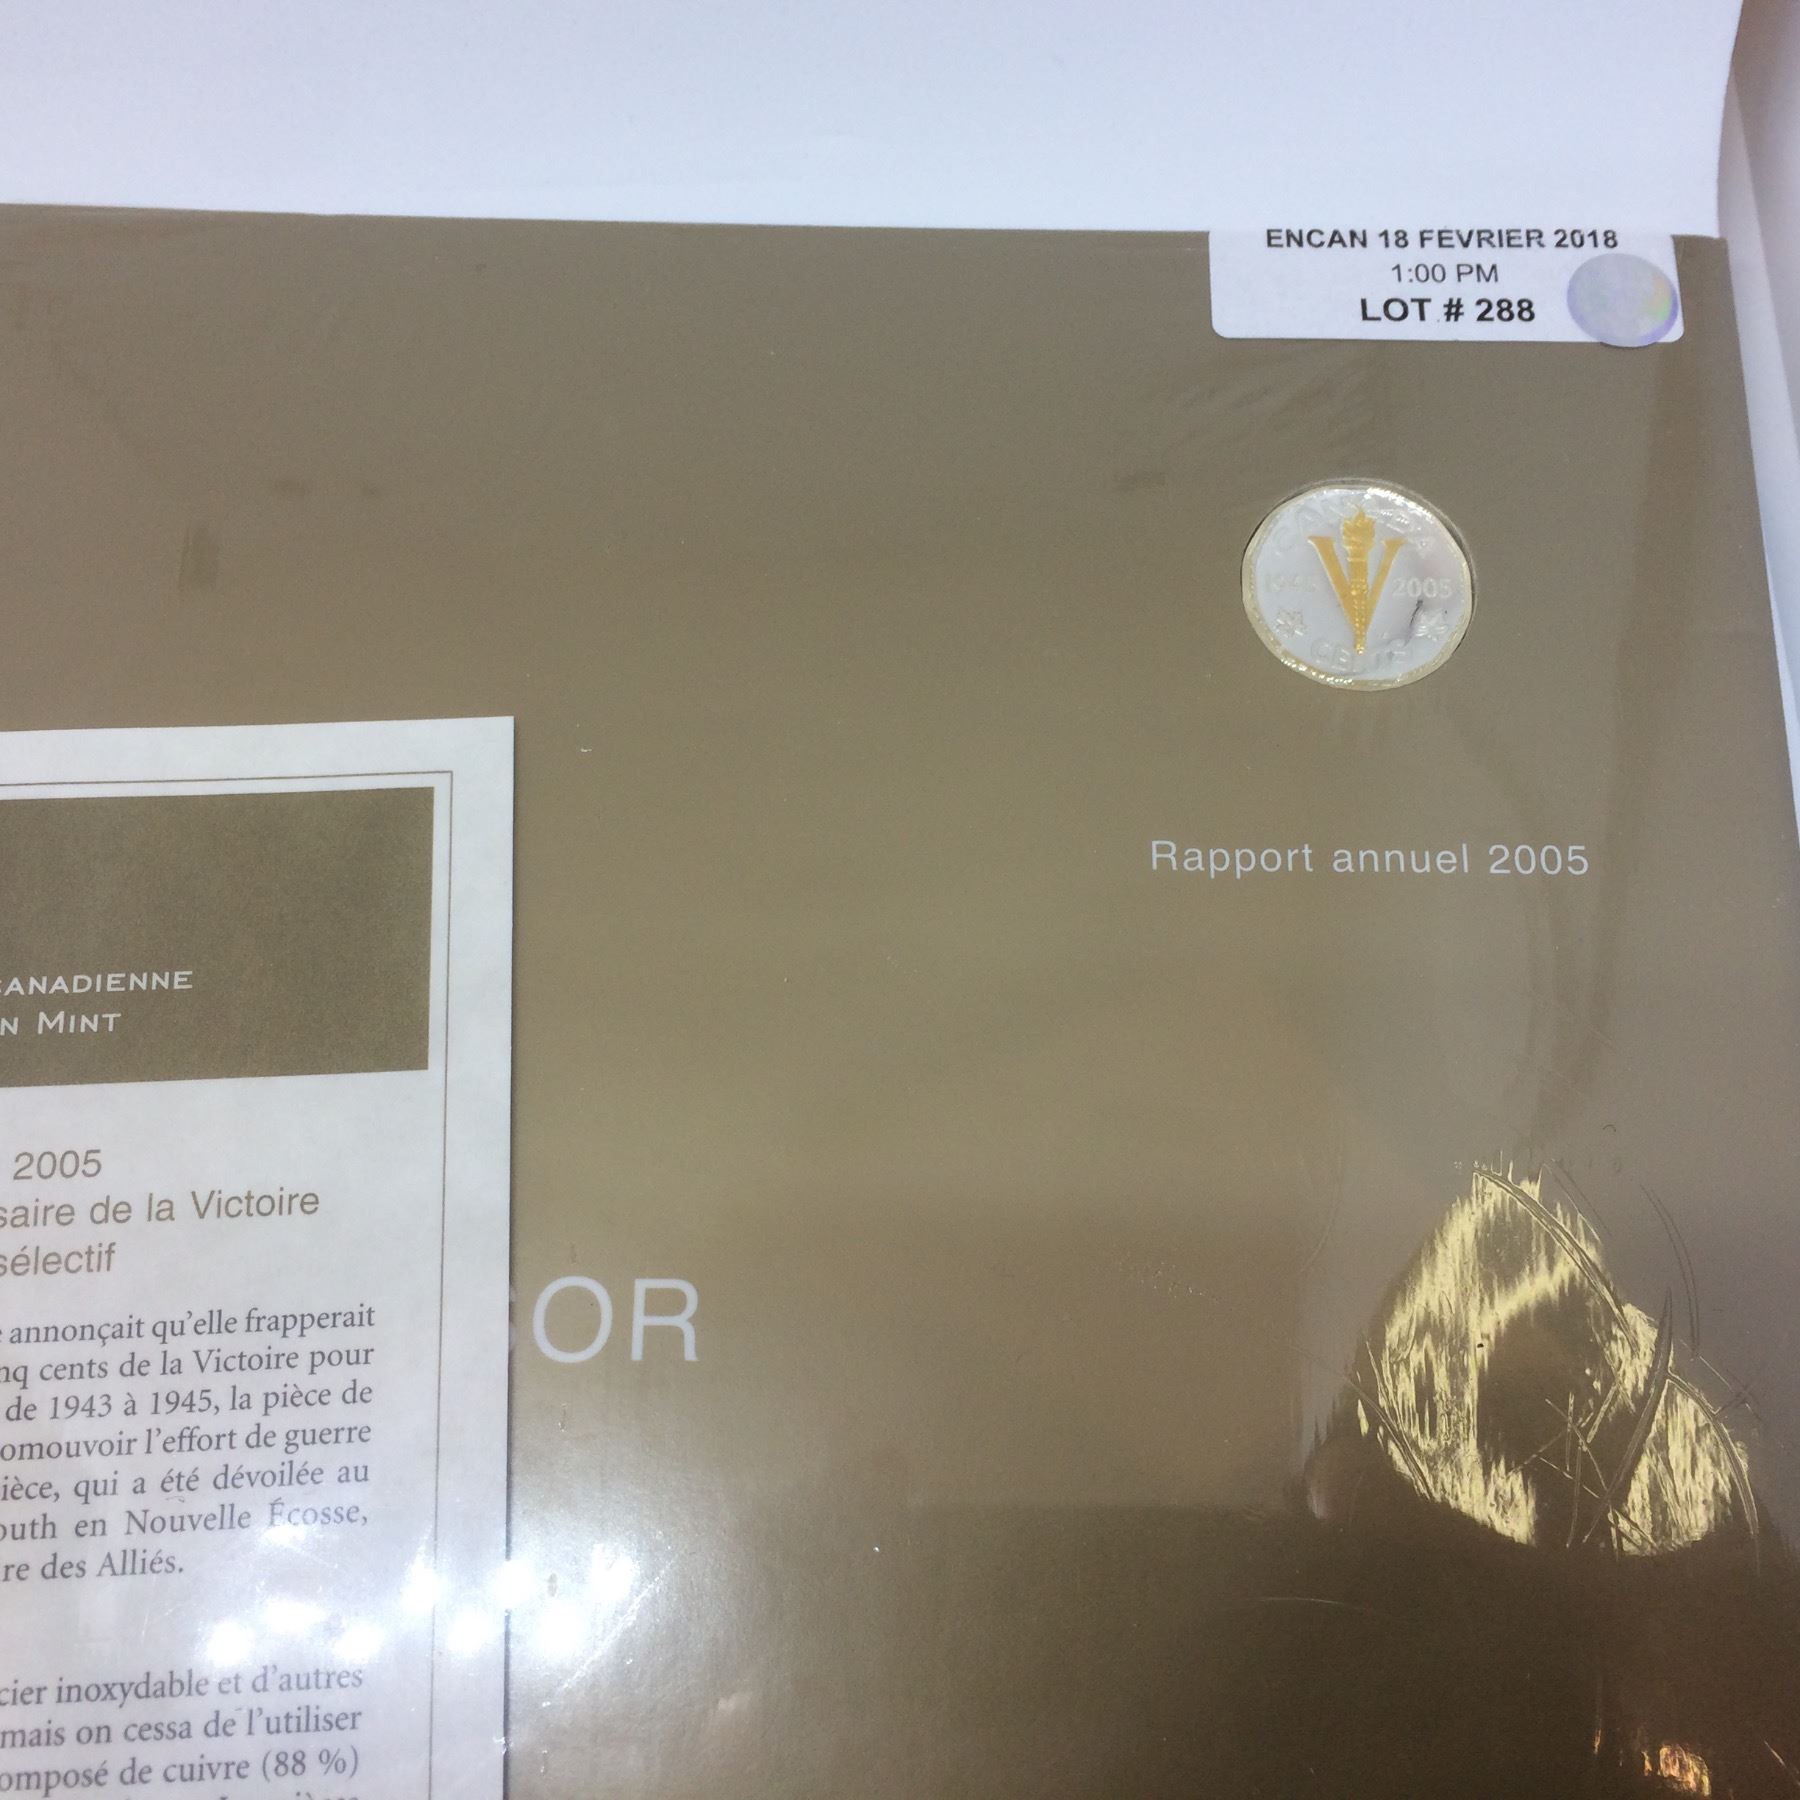 ENCAN 18 FÉVRIER 2018
1:00 PM
LOT # 288
CANADA
1945 2005
CENTS
Rapport annuel 2005
CANADIENNE
N MINT
2005
saire de la Victoire
sélectif
OR
annonçait qu'elle frapperait
nq cents de la Victoire pour
de 1943 à 1945, la pièce de
omouvoir l'effort de guerre
ièce, qui a été dévoilée au
outh en Nouvelle Écosse,
re des Alliés.
cier inoxydable et d'autres
mais on cessa de l'utiliser
omposé de cuivre (88 %)